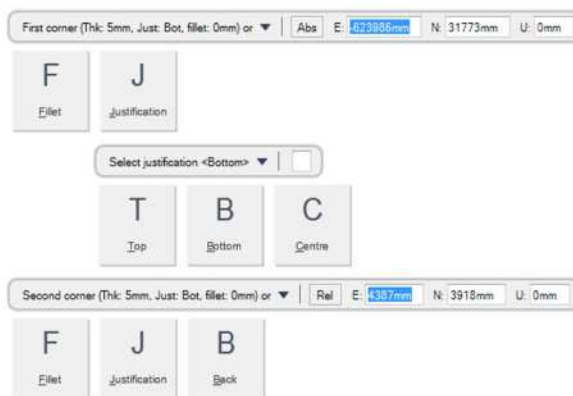 First corner (Thk: 5mm, Just: Bot, fillet: 0mm) or ▼ | Abs E: -623986mm N: 31773mm U: 0mm
F J
Fillet Justification
Select justification <Bottom> ▼ |
T B C
Top Bottom Centre
Second corner (Thk: 5mm, Just: Bot, fillet: 0mm) or ▼ | Rel E: 4387mm N: 3918mm U: 0mm
F J B
Fillet Justification Back